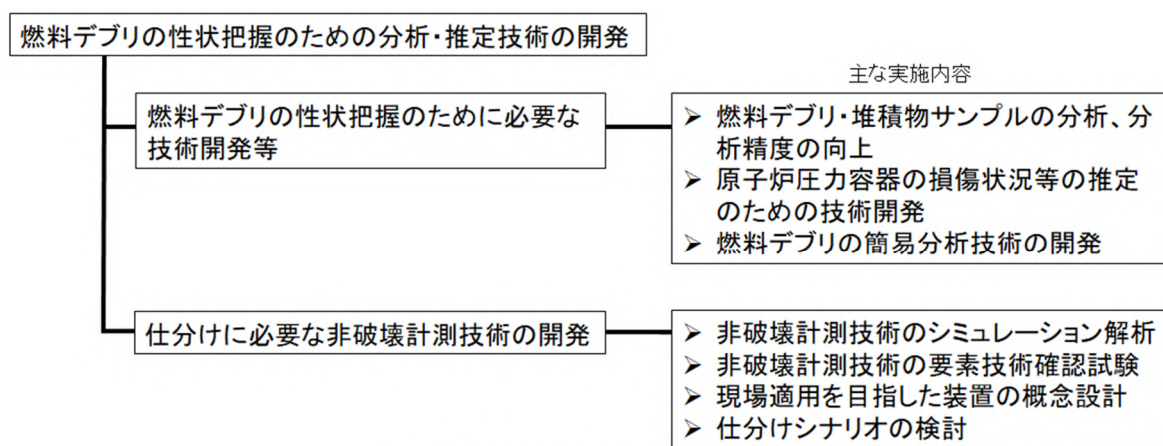 燃料デブリの性状把握のための分析・推定技術の開発
主な実施内容
燃料デブリの性状把握のために必要な
技術開発等
➢ 燃料デブリ・堆積物サンプルの分析、分
析精度の向上
➢ 原子炉圧力容器の損傷状況等の推定
のための技術開発
➢ 燃料デブリの簡易分析技術の開発
仕分けに必要な非破壊計測技術の開発
➢ 非破壊計測技術のシミュレーション解析
➢ 非破壊計測技術の要素技術確認試験
➢ 現場適用を目指した装置の概念設計
➢ 仕分けシナリオの検討